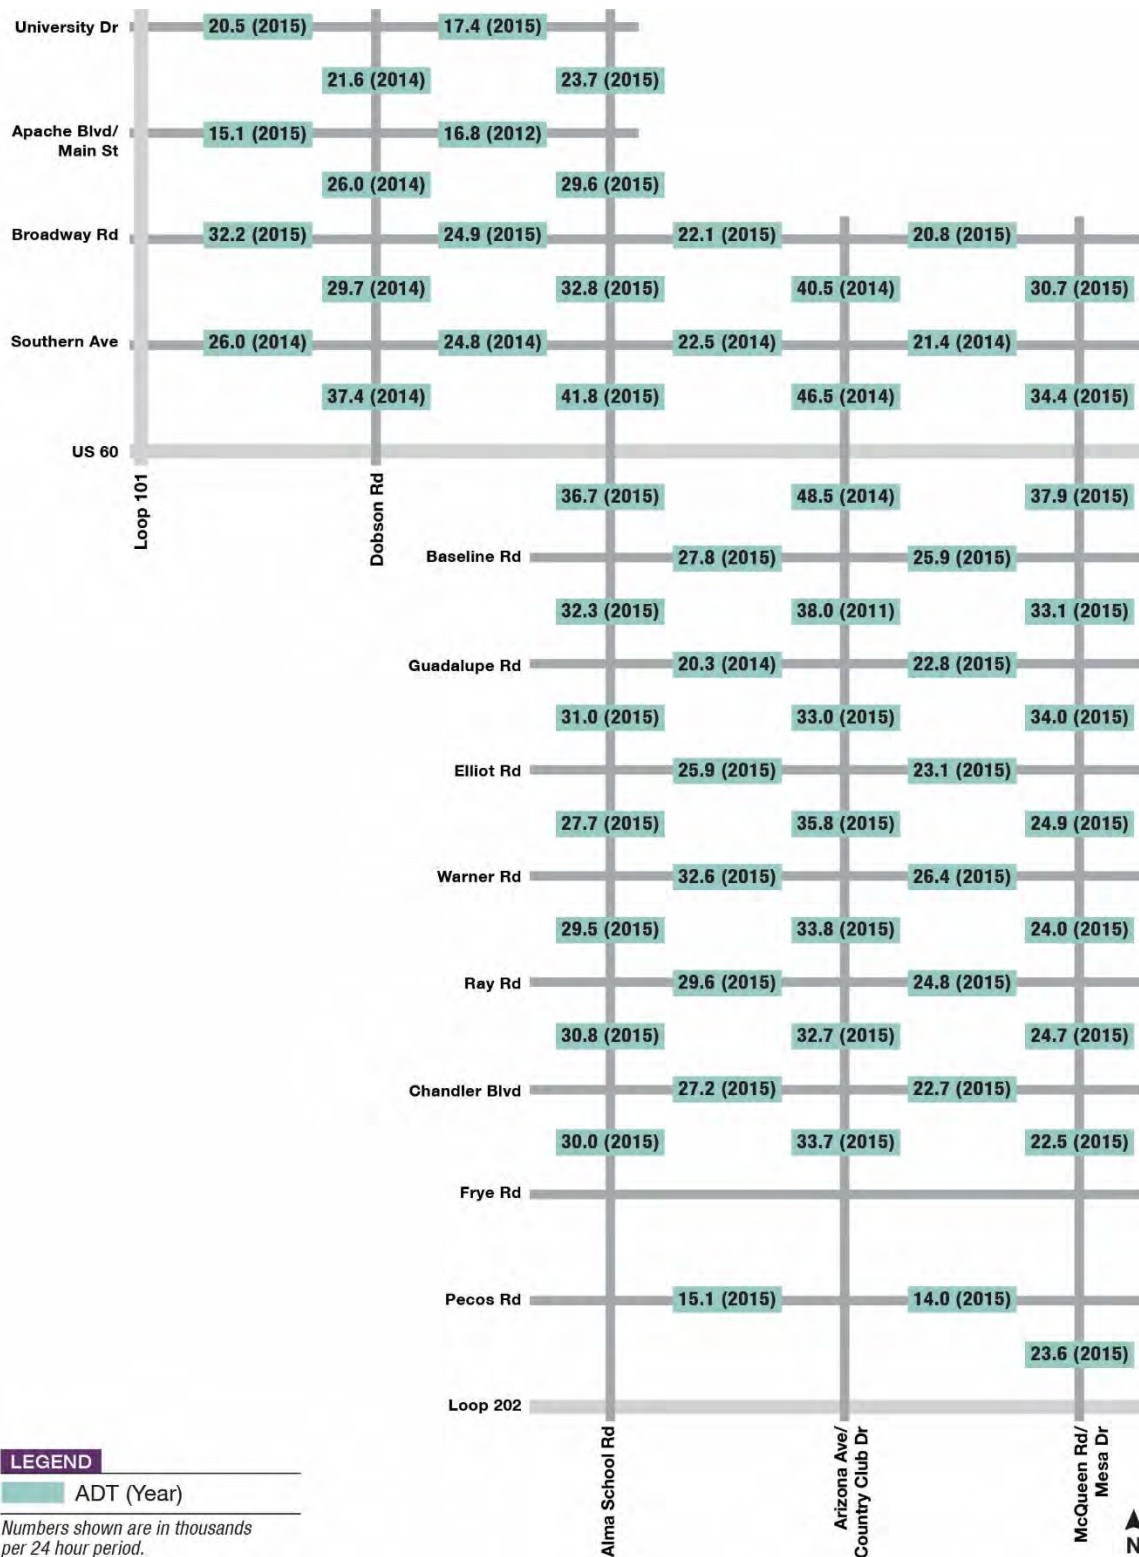 University Dr 20.5 (2015) 17.4 (2015)
21.6 (2014) 23.7 (2015)
Apache Blvd/
Main St
15.1 (2015) 16.8 (2012)
26.0 (2014) 29.6 (2015)
Broadway Rd 32.2 (2015) 24.9 (2015) 22.1 (2015) 20.8 (2015)
29.7 (2014) 32.8 (2015) 40.5 (2014) 30.7 (2015)
Southern Ave 26.0 (2014) 24.8 (2014) 22.5 (2014) 21.4 (2014)
37.4 (2014) 41.8 (2015) 46.5 (2014) 34.4 (2015)
US 60
Loop 101
Dobson Rd
36.7 (2015) 48.5 (2014) 37.9 (2015)
Baseline Rd 27.8 (2015) 25.9 (2015)
32.3 (2015) 38.0 (2011) 33.1 (2015)
Guadalupe Rd 20.3 (2014) 22.8 (2015)
31.0 (2015) 33.0 (2015) 34.0 (2015)
Elliot Rd 25.9 (2015) 23.1 (2015)
27.7 (2015) 35.8 (2015) 24.9 (2015)
Warner Rd 32.6 (2015) 26.4 (2015)
29.5 (2015) 33.8 (2015) 24.0 (2015)
Ray Rd 29.6 (2015) 24.8 (2015)
30.8 (2015) 32.7 (2015) 24.7 (2015)
Chandler Blvd 27.2 (2015) 22.7 (2015)
30.0 (2015) 33.7 (2015) 22.5 (2015)
Frye Rd
Pecos Rd 15.1 (2015) 14.0 (2015)
23.6 (2015)
Loop 202
Alma School Rd
Arizona Ave/
Country Club Dr
McQueen Rd/
Mesa Dr
N
LEGEND
ADT (Year)
Numbers shown are in thousands
per 24 hour period.